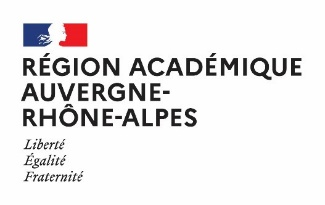 RÉGION ACADÉMIQUE
AUVERGNE-
RHÔNE-ALPES
Liberté
Égalité
Fraternité